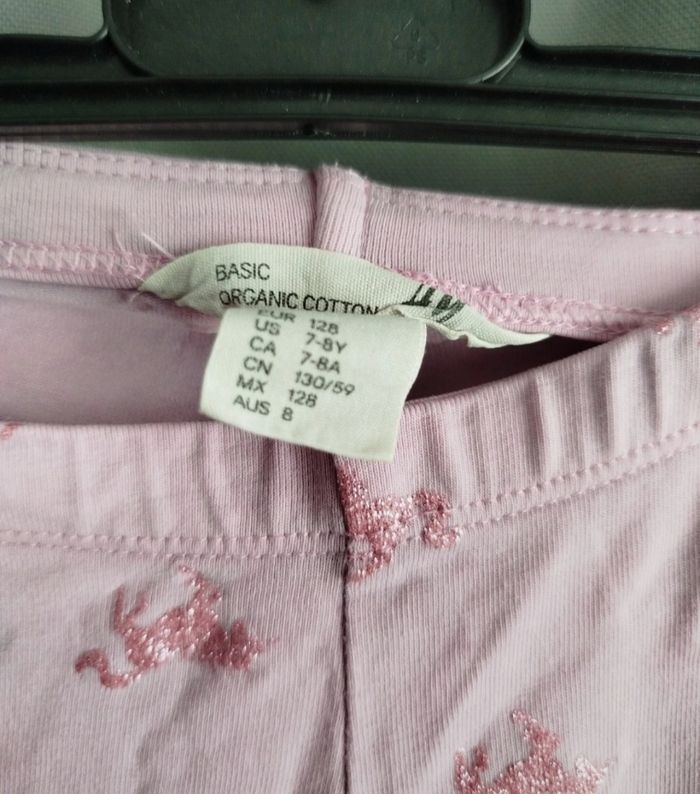 BASIC
ORGANIC COTTON
EUR 128
US 7-8Y
CA 7-8A
CN 130/59
MX 128
AUS 8